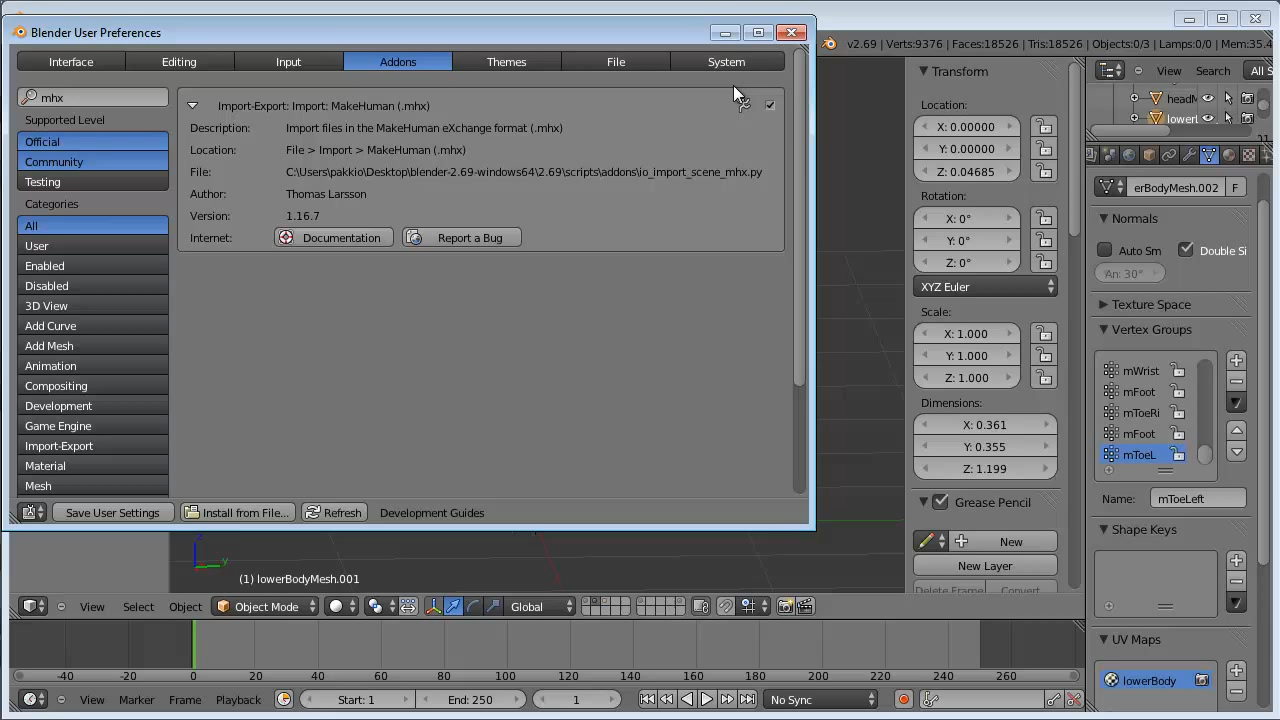 Blender User Preferences
Interface
Editing
Input
Addons
Themes
File
System
mhx
Supported Level
Official
Community
Testing
Categories
All
User
Enabled
Disabled
3D View
Add Curve
Add Mesh
Animation
Compositing
Development
Game Engine
Import-Export
Material
Mesh
Import-Export: Import: MakeHuman (.mhx)
Description: Import files in the MakeHuman eXchange format (.mhx)
Location: File > Import > MakeHuman (.mhx)
File: C:\Users\pakkio\Desktop\blender-2.69-windows64\2.69\scripts\addons\io_import_scene_mhx.py
Author: Thomas Larsson
Version: 1.16.7
Internet: Documentation Report a Bug
Save User Settings
Install from File...
Refresh
Development Guides
v2.69 | Verts:9376 | Faces:18526 | Tris:18526 | Objects:0/3 | Lamps:0/0 | Mem:35.4
Transform
Location:
X: 0.00000
Y: 0.00000
Z: 0.04685
Rotation:
X: 0°
Y: 0°
Z: 0°
XYZ Euler
Scale:
X: 1.000
Y: 1.000
Z: 1.000
Dimensions:
X: 0.361
Y: 0.355
Z: 1.199
Grease Pencil
New
New Layer
Delete Frame
Convert
View
Search
All S
headM
lowerL
erBodyMesh.002
F
Normals
Auto Sm
Double Si
An: 30°
Texture Space
Vertex Groups
mWrist
mFoot
mToeRi
mFoot
mToeL
Name: mToeLeft
Shape Keys
UV Maps
lowerBody
(1) lowerBodyMesh.001
View
Select
Object
Object Mode
Global
-40 -20 0 20 40 60 80 100 120 140 160 180 200 220 240 260
View
Marker
Frame
Playback
Start: 1
End: 250
1
No Sync